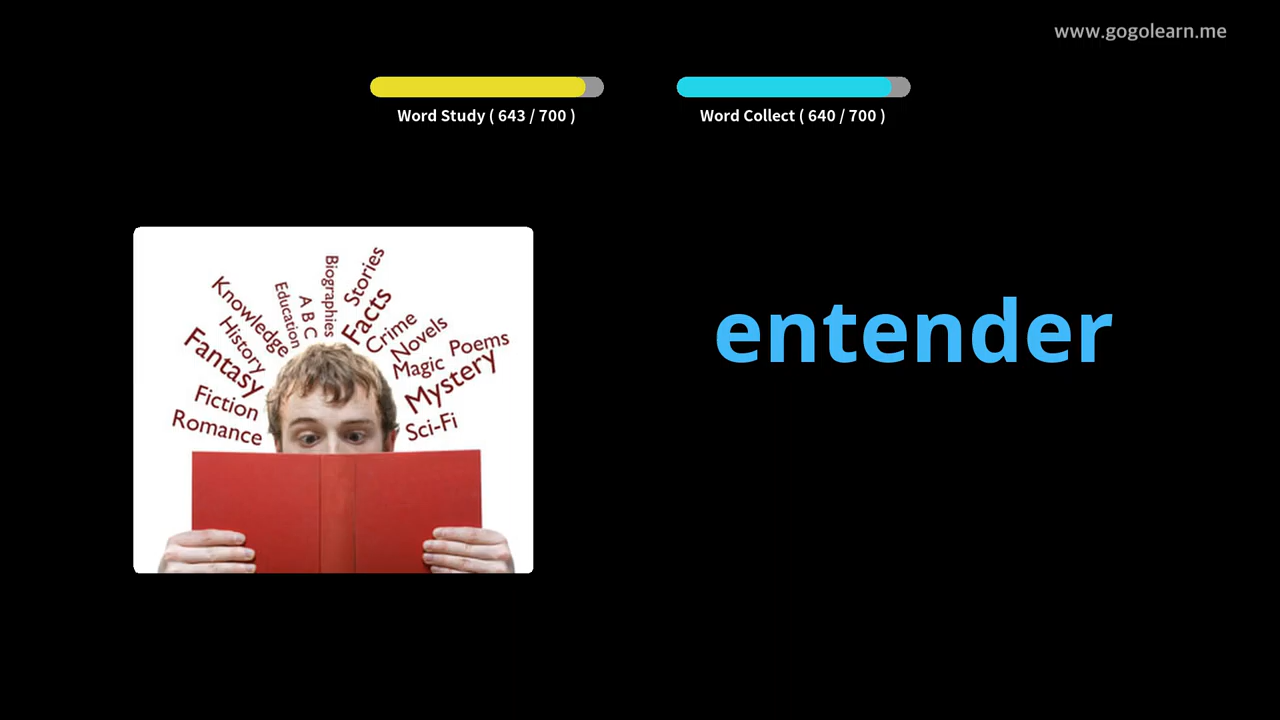 www.gogolearn.me
Word Study ( 643 / 700 )
Word Collect ( 640 / 700 )
entender
Knowledge
History
Fantasy
Fiction
Romance
Education
A B C
Biographies
Stories
Facts
Crime
Novels
Magic
Poems
Mystery
Sci-Fi